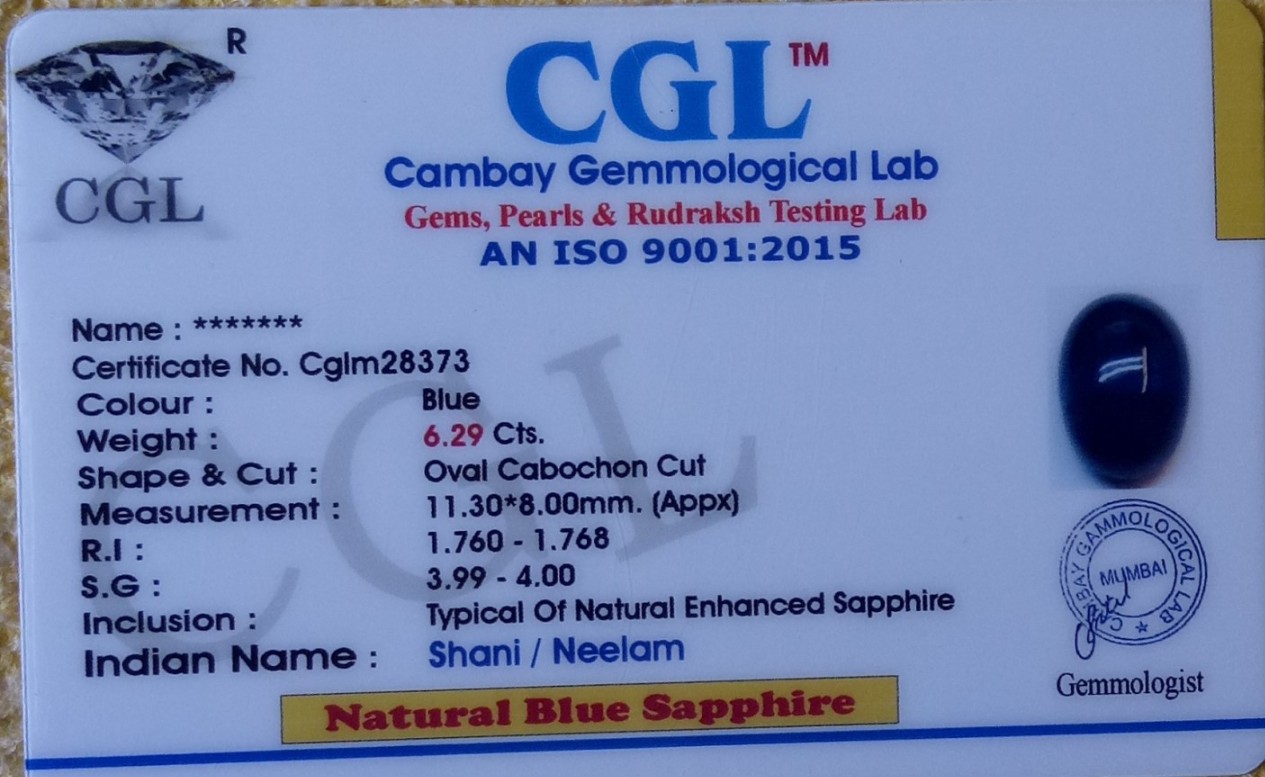 R
CGL
CGL™
Cambay Gemmological Lab
Gems, Pearls & Rudraksh Testing Lab
AN ISO 9001:2015
Name : *******
Certificate No. Cglm28373
Colour : Blue
Weight : 6.29 Cts.
Shape & Cut : Oval Cabochon Cut
Measurement : 11.30*8.00mm. (Appx)
R.I : 1.760 - 1.768
S.G : 3.99 - 4.00
Inclusion : Typical Of Natural Enhanced Sapphire
Indian Name : Shani / Neelam
Natural Blue Sapphire
CAMBAY GAMMOLOGICAL LAB
MUMBAI
Gemmologist
CGL